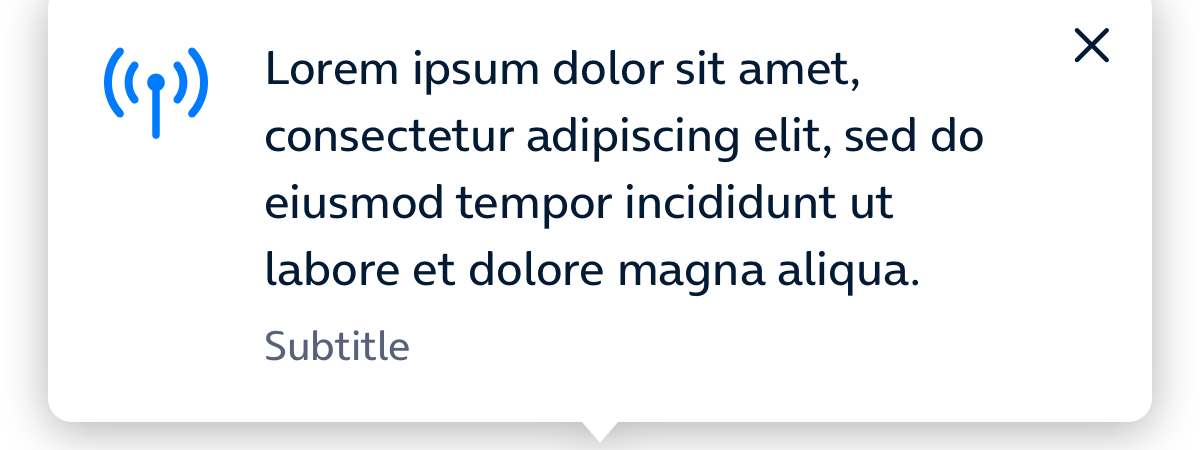 Lorem ipsum dolor sit amet,
consectetur adipiscing elit, sed do
eiusmod tempor incididunt ut
labore et dolore magna aliqua.
Subtitle